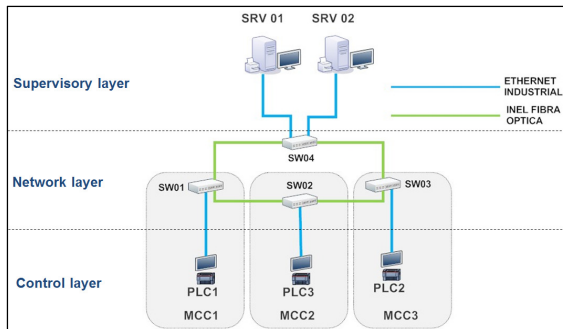 SRV 01
SRV 02
Supervisory layer
ETHERNET
INDUSTRIAL
INEL FIBRA
OPTICA
SW04
Network layer
SW01
SW02
SW03
Control layer
PLC1
PLC3
PLC2
MCC1
MCC2
MCC3